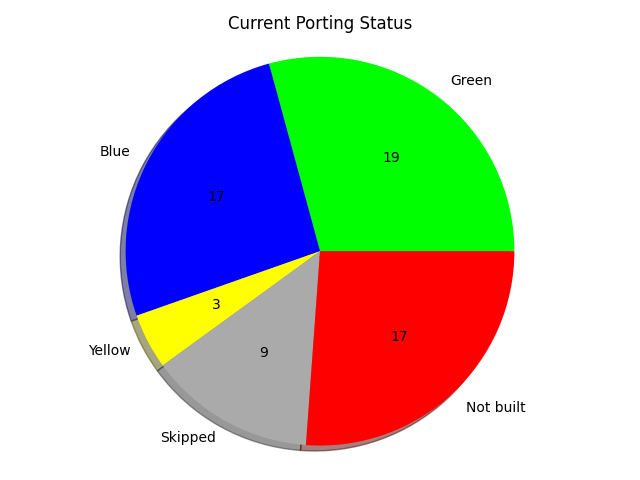 Current Porting Status
Green
19
Blue
17
Yellow
3
Skipped
9
Not built
17